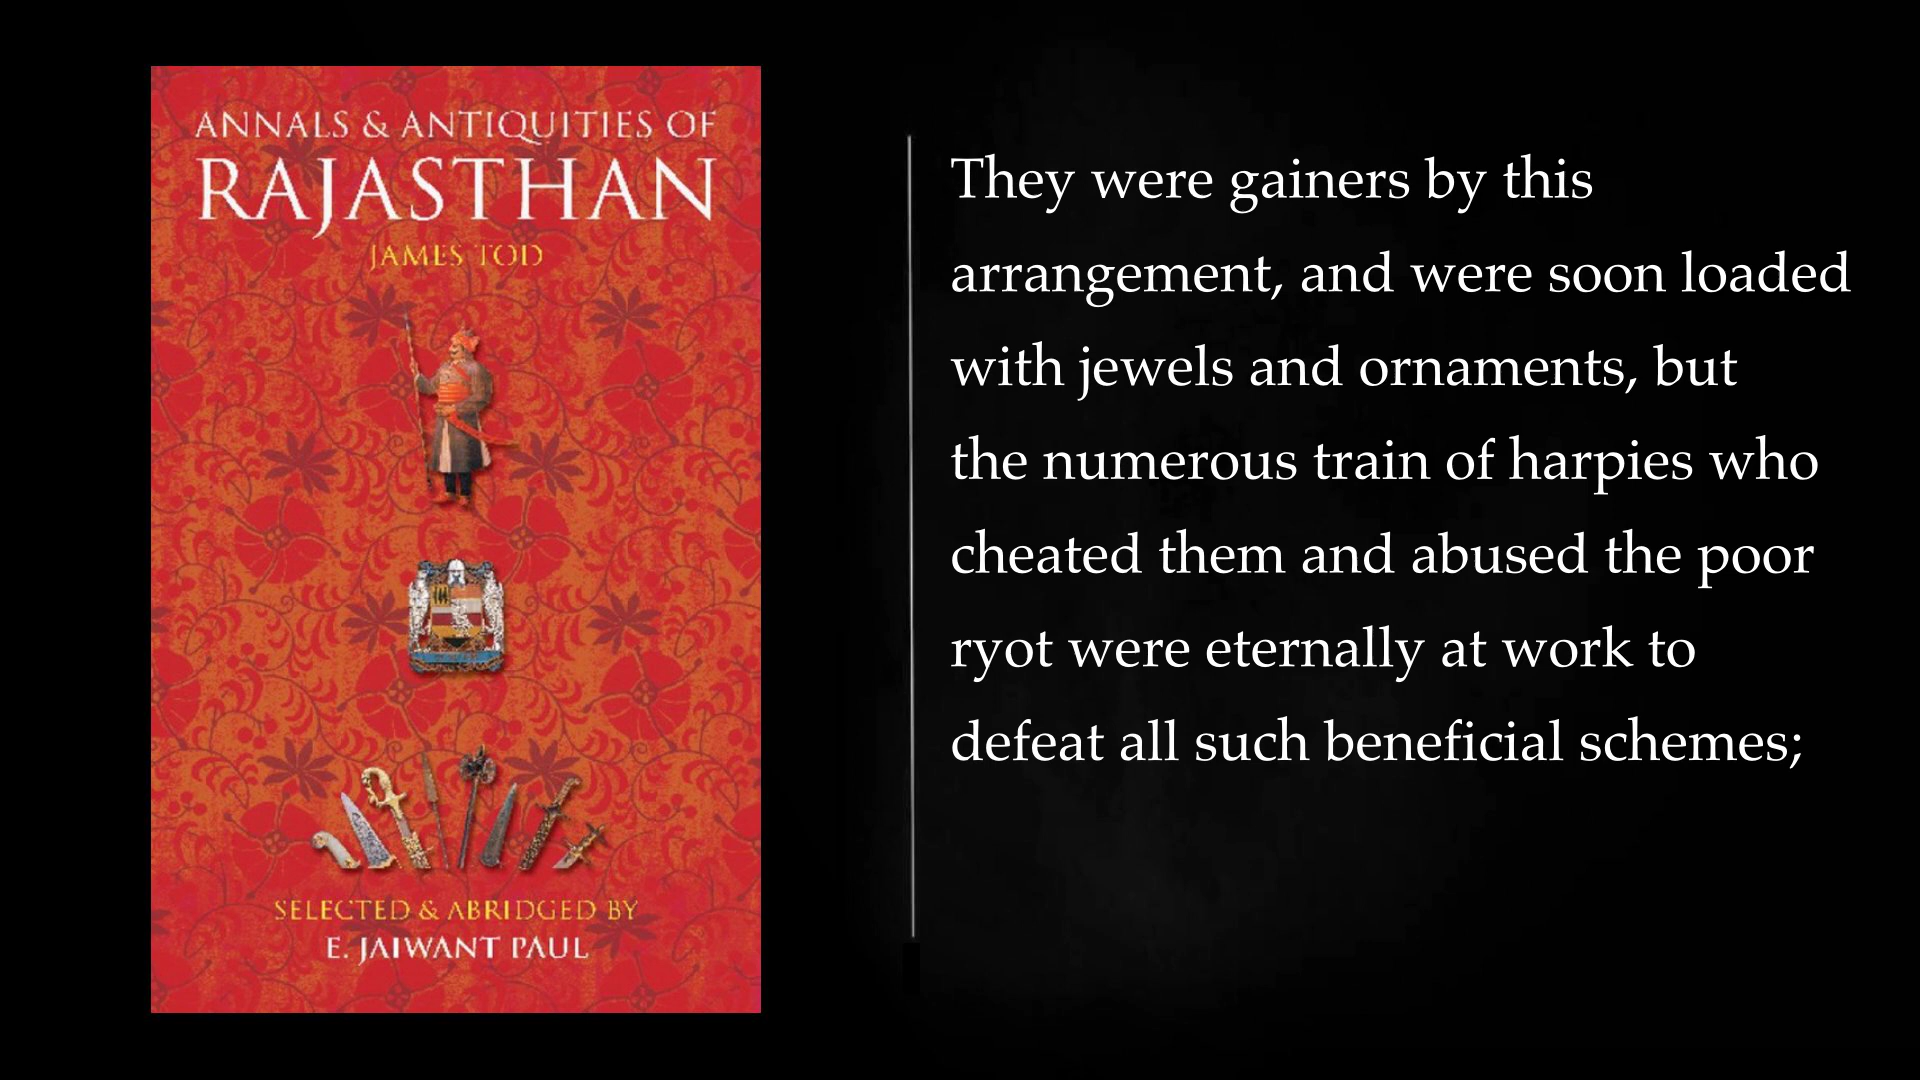 ANNALS & ANTIQUITIES OF
RAJASTHAN
JAMES TOD
SELECTED & ABRIDGED BY
E. JAIWANT PAUL
They were gainers by this
arrangement, and were soon loaded
with jewels and ornaments, but
the numerous train of harpies who
cheated them and abused the poor
ryot were eternally at work to
defeat all such beneficial schemes;